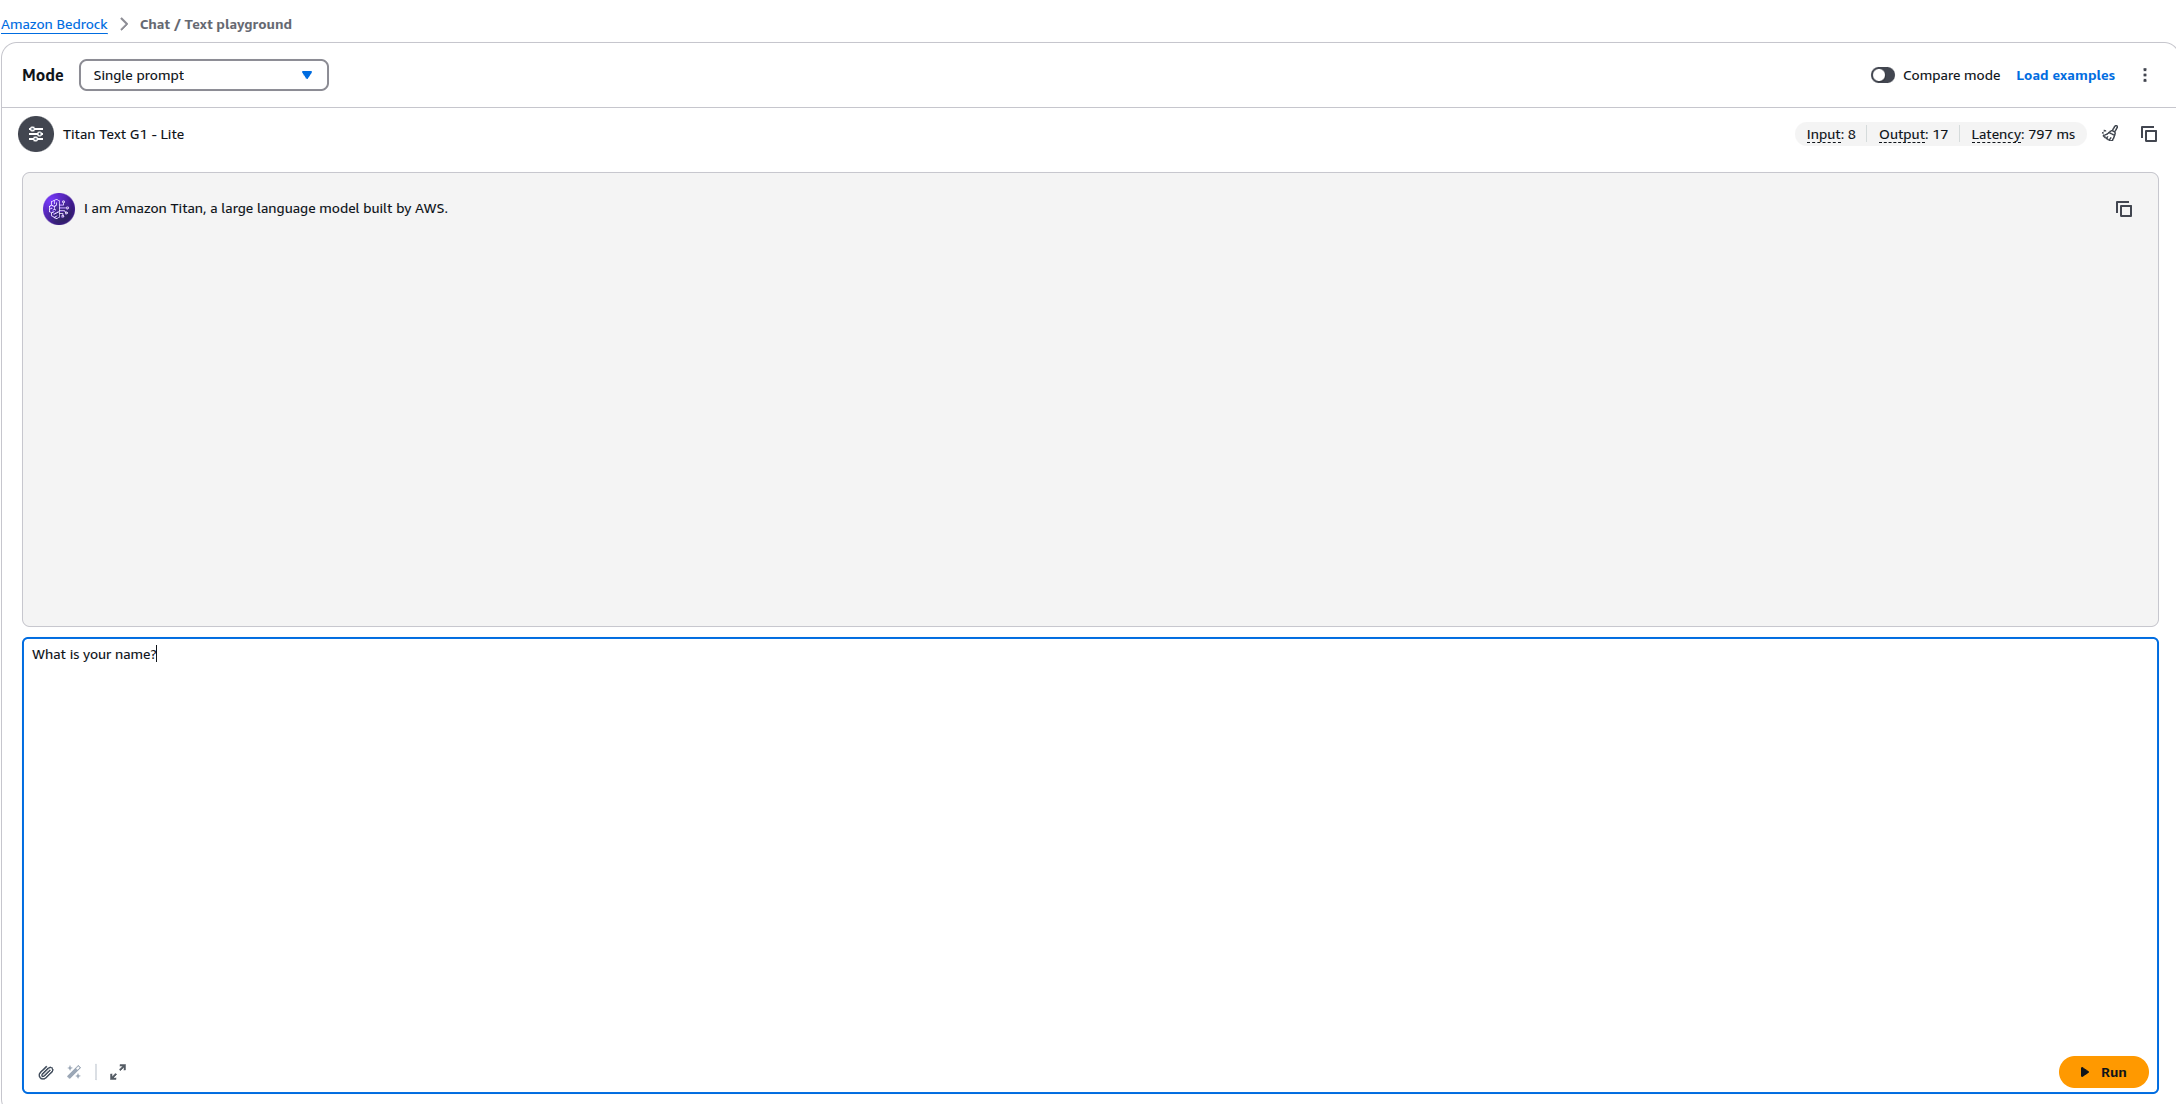 Amazon Bedrock > Chat / Text playground
Mode Single prompt Compare mode Load examples
Titan Text G1 - Lite Input: 8 Output: 17 Latency: 797 ms
I am Amazon Titan, a large language model built by AWS.
What is your name?
Run